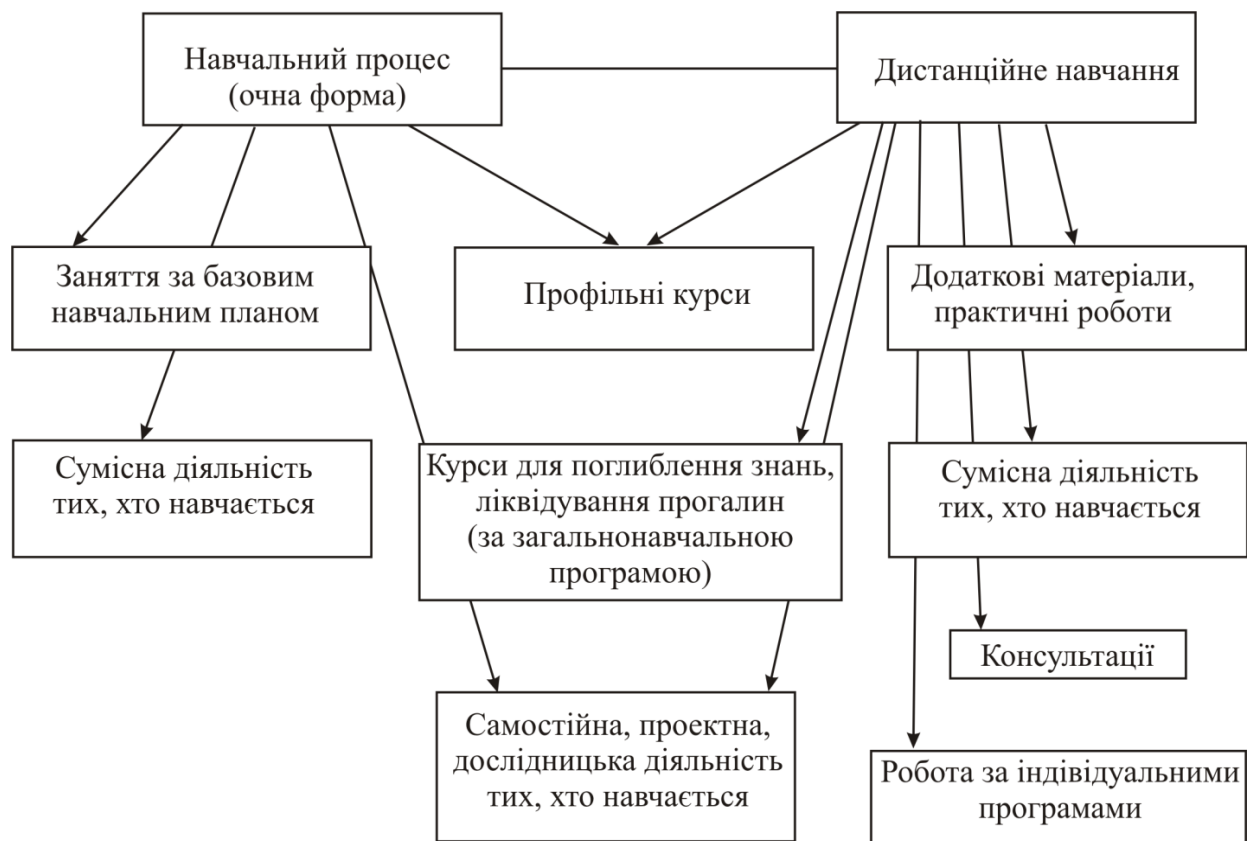 Навчальний процес
(очна форма)
Дистанційне навчання
Заняття за базовим
навчальним планом
Профільні курси
Додаткові матеріали,
практичні роботи
Сумісна діяльність
тих, хто навчається
Курси для поглиблення знань,
ліквідування прогалин
(за загальнонавчальною
програмою)
Сумісна діяльність
тих, хто навчається
Консультації
Самостійна, проектна,
дослідницька діяльність
тих, хто навчається
Робота за індивідуальними
програмами